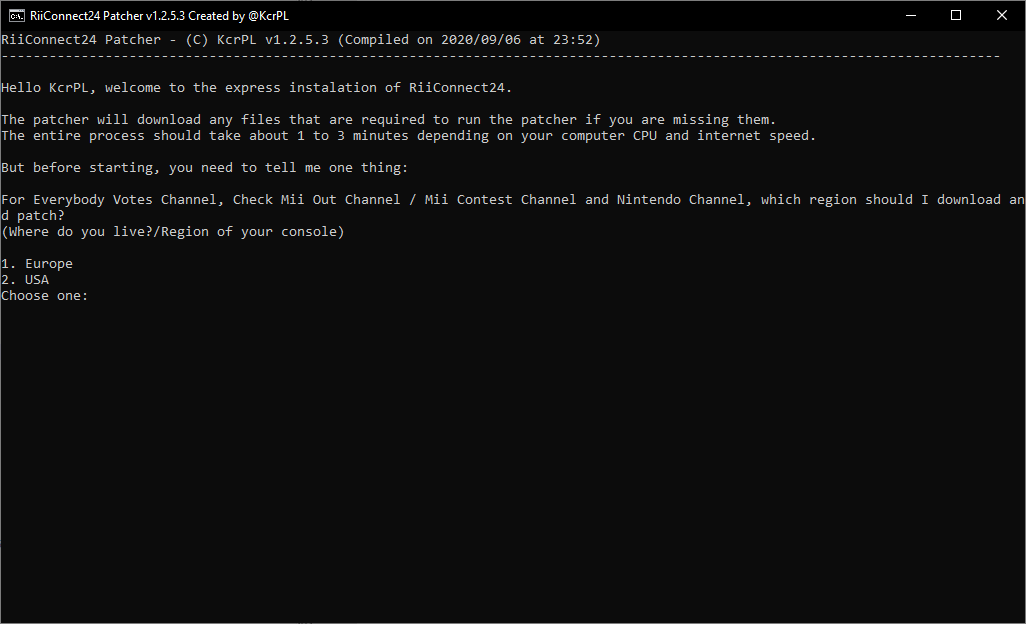 RiiConnect24 Patcher v1.2.5.3 Created by @KcrPL
RiiConnect24 Patcher - (C) KcrPL v1.2.5.3 (Compiled on 2020/09/06 at 23:52)
-----------------------------------------------------------------------------------------------------------------------------
Hello KcrPL, welcome to the express instalation of RiiConnect24.
The patcher will download any files that are required to run the patcher if you are missing them.
The entire process should take about 1 to 3 minutes depending on your computer CPU and internet speed.
But before starting, you need to tell me one thing:
For Everybody Votes Channel, Check Mii Out Channel / Mii Contest Channel and Nintendo Channel, which region should I download an
d patch?
(Where do you live?/Region of your console)
1. Europe
2. USA
Choose one: